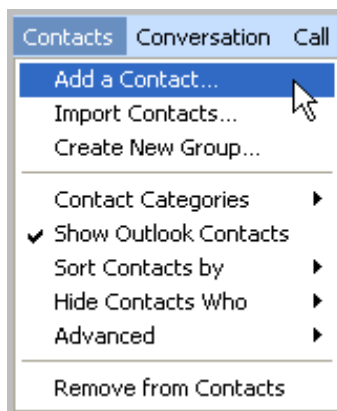 Contacts Conversation Call
Add a Contact...
Import Contacts...
Create New Group...
Contact Categories
Show Outlook Contacts
Sort Contacts by
Hide Contacts Who
Advanced
Remove from Contacts